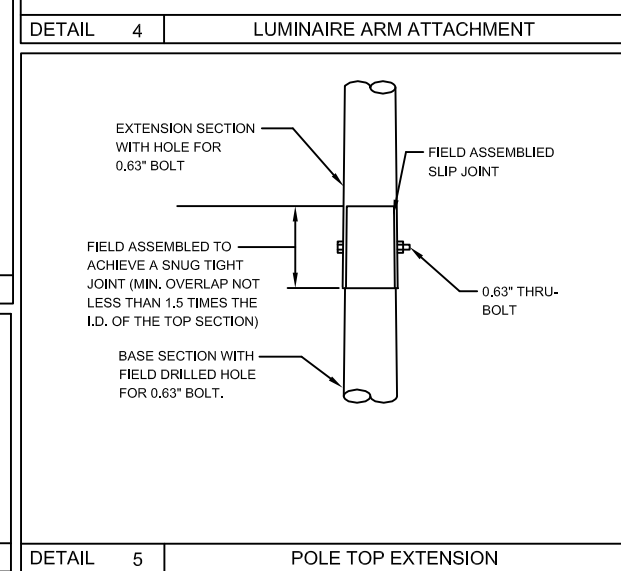 DETAIL 4 LUMINAIRE ARM ATTACHMENT
EXTENSION SECTION
WITH HOLE FOR
0.63" BOLT
FIELD ASSEMBLIED
SLIP JOINT
FIELD ASSEMBLED TO
ACHIEVE A SNUG TIGHT
JOINT (MIN. OVERLAP NOT
LESS THAN 1.5 TIMES THE
I.D. OF THE TOP SECTION)
0.63" THRU-
BOLT
BASE SECTION WITH
FIELD DRILLED HOLE
FOR 0.63" BOLT.
DETAIL 5 POLE TOP EXTENSION